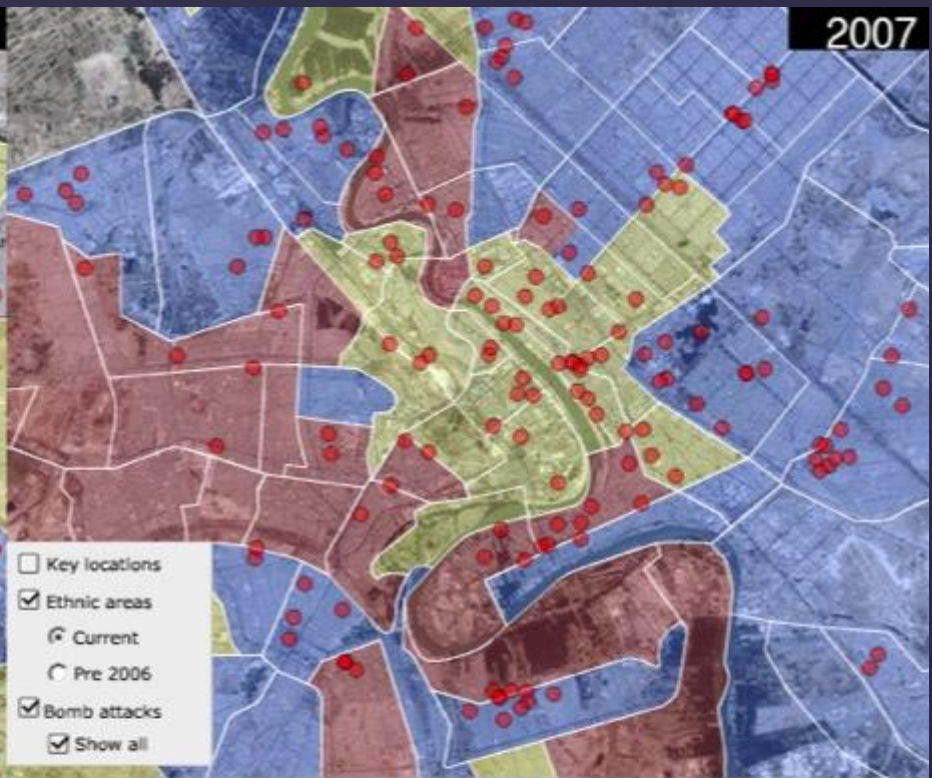 2007
Key locations
Ethnic areas
Current
Pre 2006
Bomb attacks
Show all